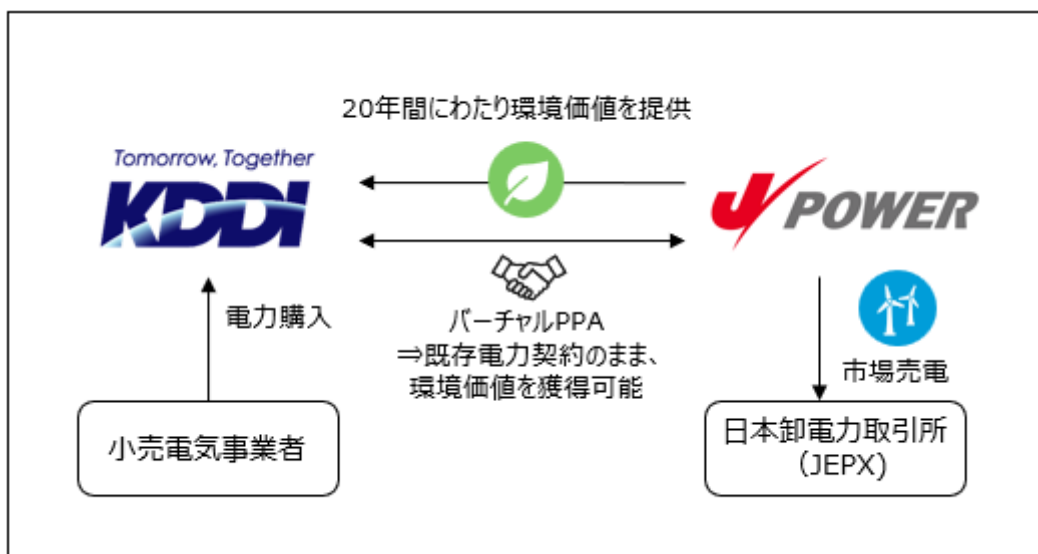 20年間にわたり環境価値を提供
Tomorrow, Together
KDDI
J POWER
電力購入
バーチャルPPA
⇒既存電力契約のまま、
環境価値を獲得可能
市場売電
小売電気事業者
日本卸電力取引所
（JEPX)